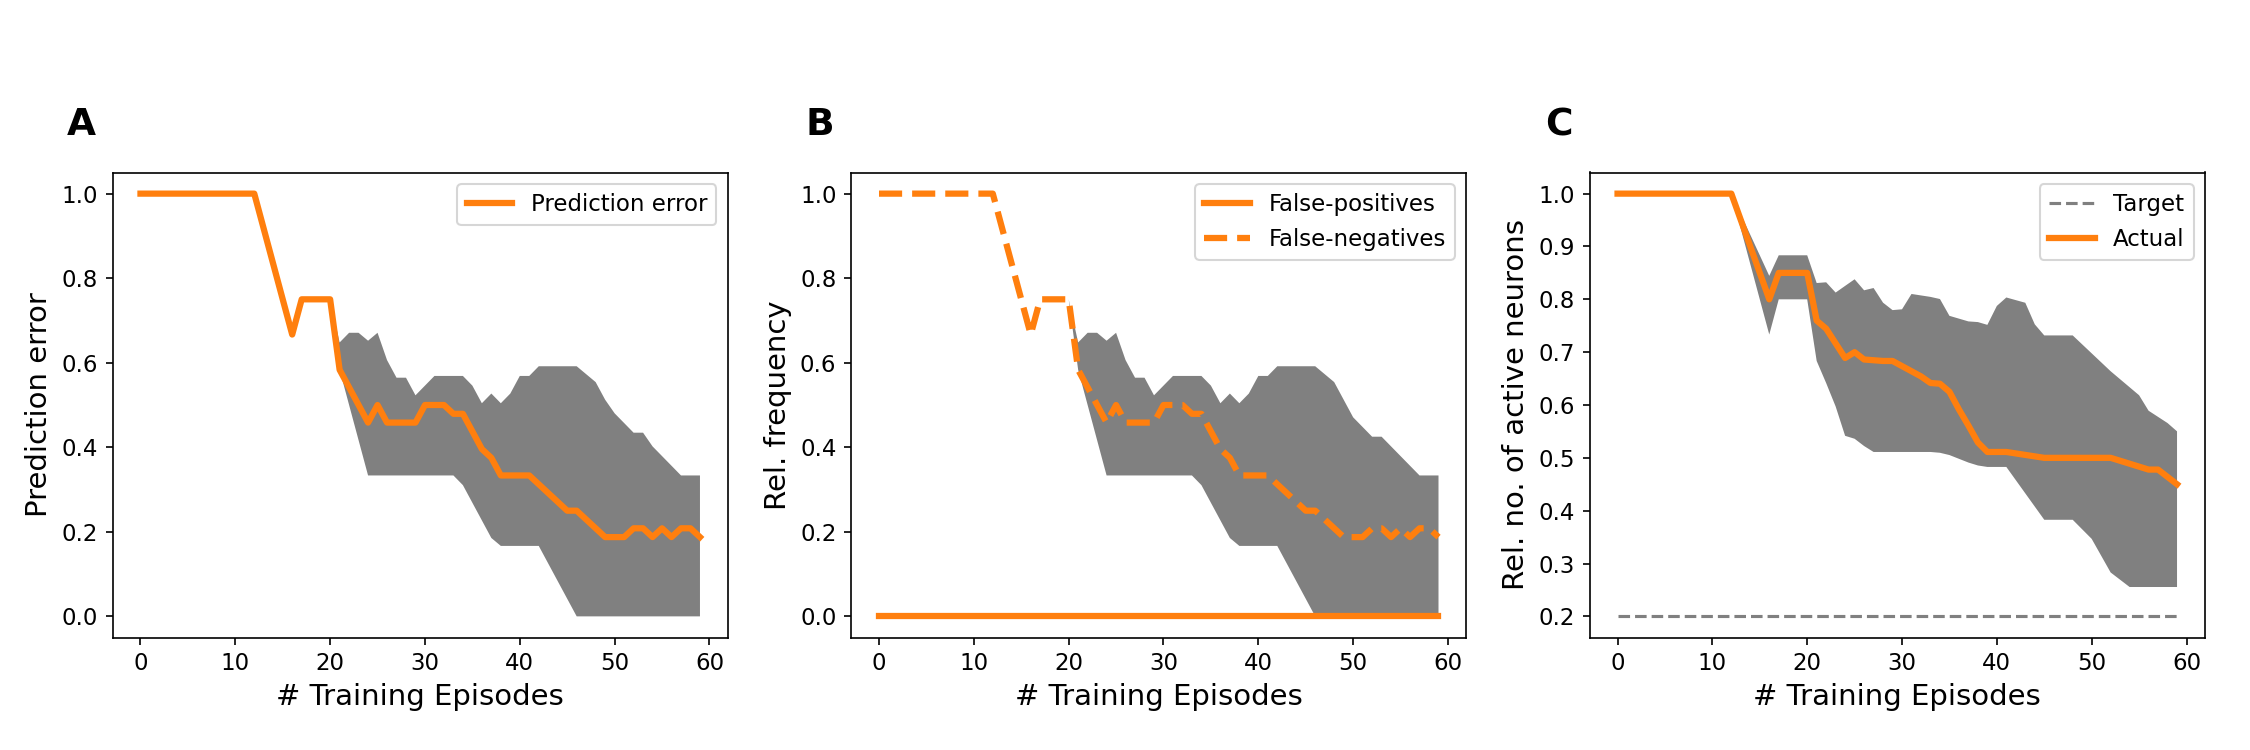 A
B
C
Prediction error
1.0
0.8
0.6
0.4
0.2
0.0
0 10 20 30 40 50 60
# Training Episodes
Prediction error
Rel. frequency
1.0
0.8
0.6
0.4
0.2
0.0
0 10 20 30 40 50 60
# Training Episodes
False-positives
False-negatives
Rel. no. of active neurons
1.0
0.9
0.8
0.7
0.6
0.5
0.4
0.3
0.2
0 10 20 30 40 50 60
# Training Episodes
Target
Actual